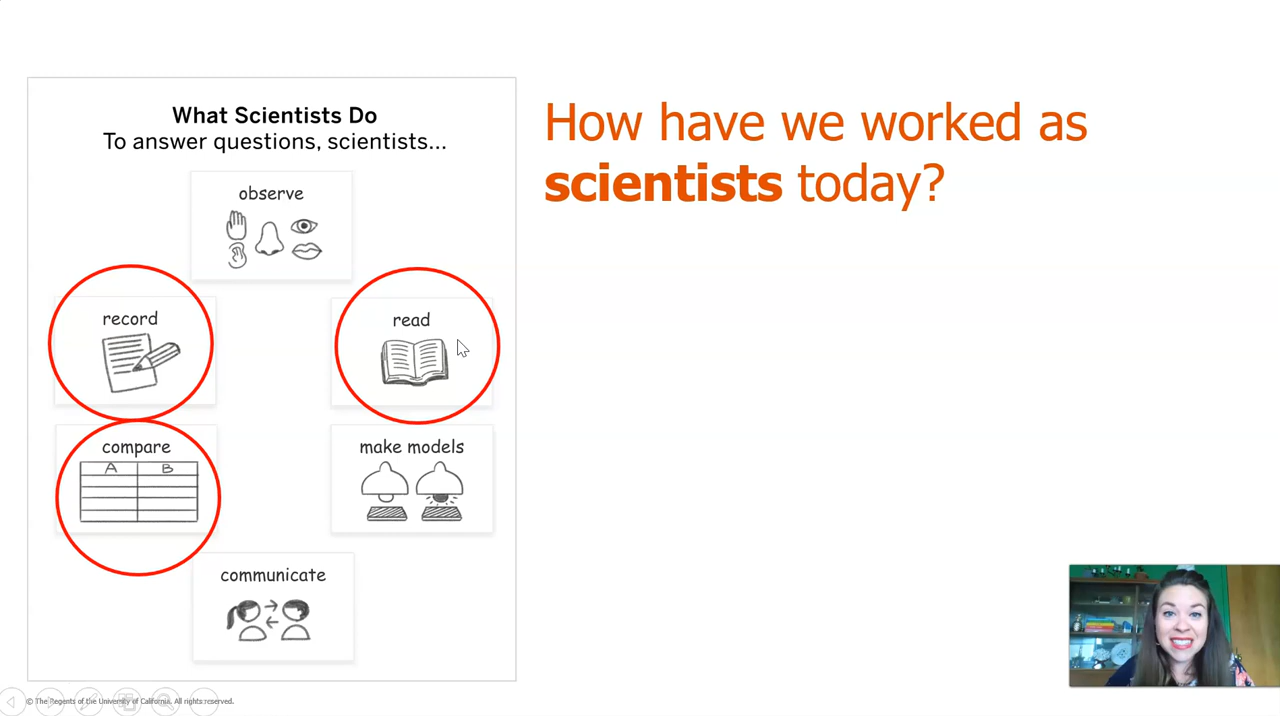 What Scientists Do
To answer questions, scientists...
observe
record
read
compare
A B
make models
communicate
How have we worked as
scientists today?
© The Regents of the University of California. All rights reserved.